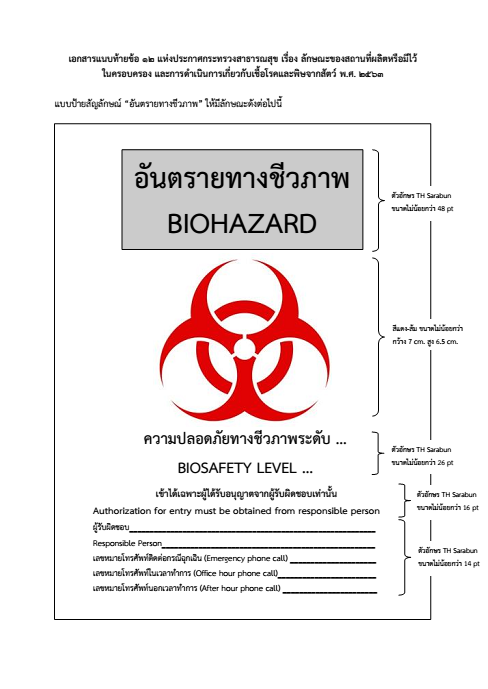 เอกสารแนบท้ายข้อ ๑๒ แห่งประกาศกระทรวงสาธารณสุข เรื่อง ลักษณะของสถานที่ผลิตหรือมีไว้
ในครอบครอง และการดำเนินการเกี่ยวกับเชื้อโรคและพิษจากสัตว์ พ.ศ. ๒๕๖๓
แบบป้ายสัญลักษณ์ “อันตรายทางชีวภาพ” ให้มีลักษณะดังต่อไปนี้
อันตรายทางชีวภาพ
BIOHAZARD
ตัวอักษร TH Sarabun
ขนาดไม่น้อยกว่า 48 pt
สีแดง-ส้ม ขนาดไม่น้อยกว่า
กว้าง 7 cm. สูง 6.5 cm.
ความปลอดภัยทางชีวภาพระดับ ...
BIOSAFETY LEVEL ...
ตัวอักษร TH Sarabun
ขนาดไม่น้อยกว่า 26 pt
เข้าได้เฉพาะผู้ได้รับอนุญาตจากผู้รับผิดชอบเท่านั้น
Authorization for entry must be obtained from responsible person
ตัวอักษร TH Sarabun
ขนาดไม่น้อยกว่า 16 pt
ผู้รับผิดชอบ
Responsible Person
เลขหมายโทรศัพท์ติดต่อกรณีฉุกเฉิน (Emergency phone call)
เลขหมายโทรศัพท์ในเวลาทำการ (Office hour phone call)
เลขหมายโทรศัพท์นอกเวลาทำการ (After hour phone call)
ตัวอักษร TH Sarabun
ขนาดไม่น้อยกว่า 14 pt